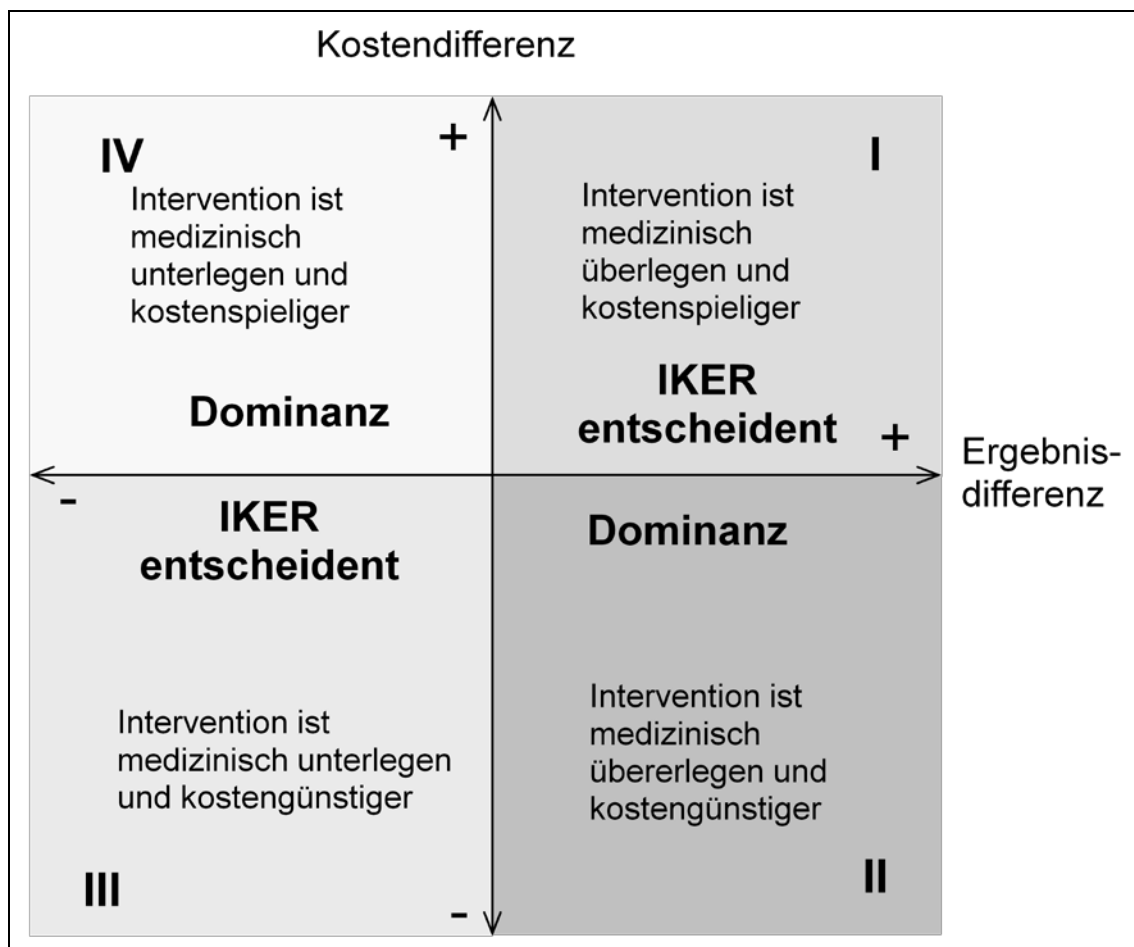 Kostendifferenz
IV
+
Intervention ist
medizinisch
unterlegen und
kostenspieliger
Dominanz
I
Intervention ist
medizinisch
überlegen und
kostenspieliger
IKER
entscheident
+
Ergebnis-
differenz
-
IKER
entscheident
Intervention ist
medizinisch unterlegen
und kostengünstiger
III
-
Dominanz
Intervention ist
medizinisch
übererlegen und
kostengünstiger
II